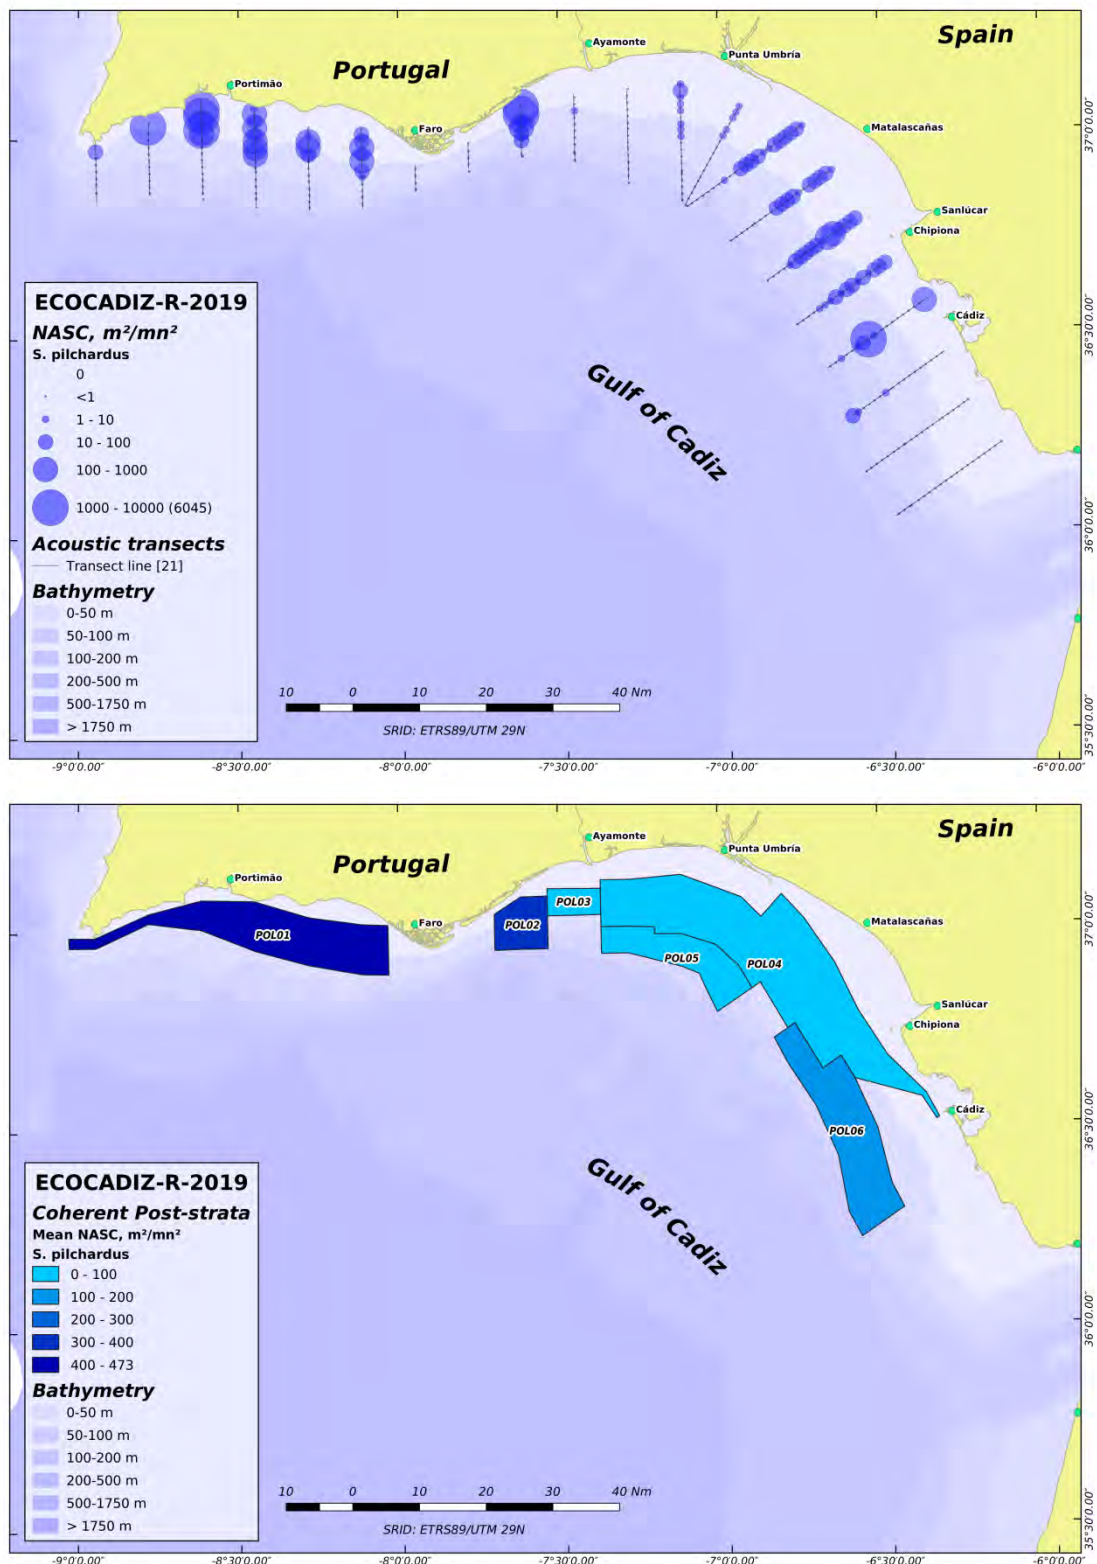 Spain
Portugal
Ayamonte
Punta Umbría
Portimão
Faro
Matalascañas
Sanlúcar
Chipiona
Cádiz
Gulf of Cadiz
ECOCADIZ-R-2019
NASC, m²/mn²
S. pilchardus
0
<1
1 - 10
10 - 100
100 - 1000
1000 - 10000 (6045)
Acoustic transects
Transect line [21]
Bathymetry
0-50 m
50-100 m
100-200 m
200-500 m
500-1750 m
> 1750 m
10 0 10 20 30 40 Nm
SRID: ETRS89/UTM 29N
37°0'0.00"
36°30'0.00"
36°0'0.00"
35°30'0.00"
-9°0'0.00" -8°30'0.00" -8°0'0.00" -7°30'0.00" -7°0'0.00" -6°30'0.00" -6°0'0.00"
Spain
Portugal
Ayamonte
Punta Umbría
Portimão
Faro
Matalascañas
Sanlúcar
Chipiona
Cádiz
POL01
POL02
POL03
POL04
POL05
POL06
Gulf of Cadiz
ECOCADIZ-R-2019
Coherent Post-strata
Mean NASC, m²/mn²
S. pilchardus
0 - 100
100 - 200
200 - 300
300 - 400
400 - 473
Bathymetry
0-50 m
50-100 m
100-200 m
200-500 m
500-1750 m
> 1750 m
10 0 10 20 30 40 Nm
SRID: ETRS89/UTM 29N
37°0'0.00"
36°30'0.00"
36°0'0.00"
35°30'0.00"
-9°0'0.00" -8°30'0.00" -8°0'0.00" -7°30'0.00" -7°0'0.00" -6°30'0.00" -6°0'0.00"